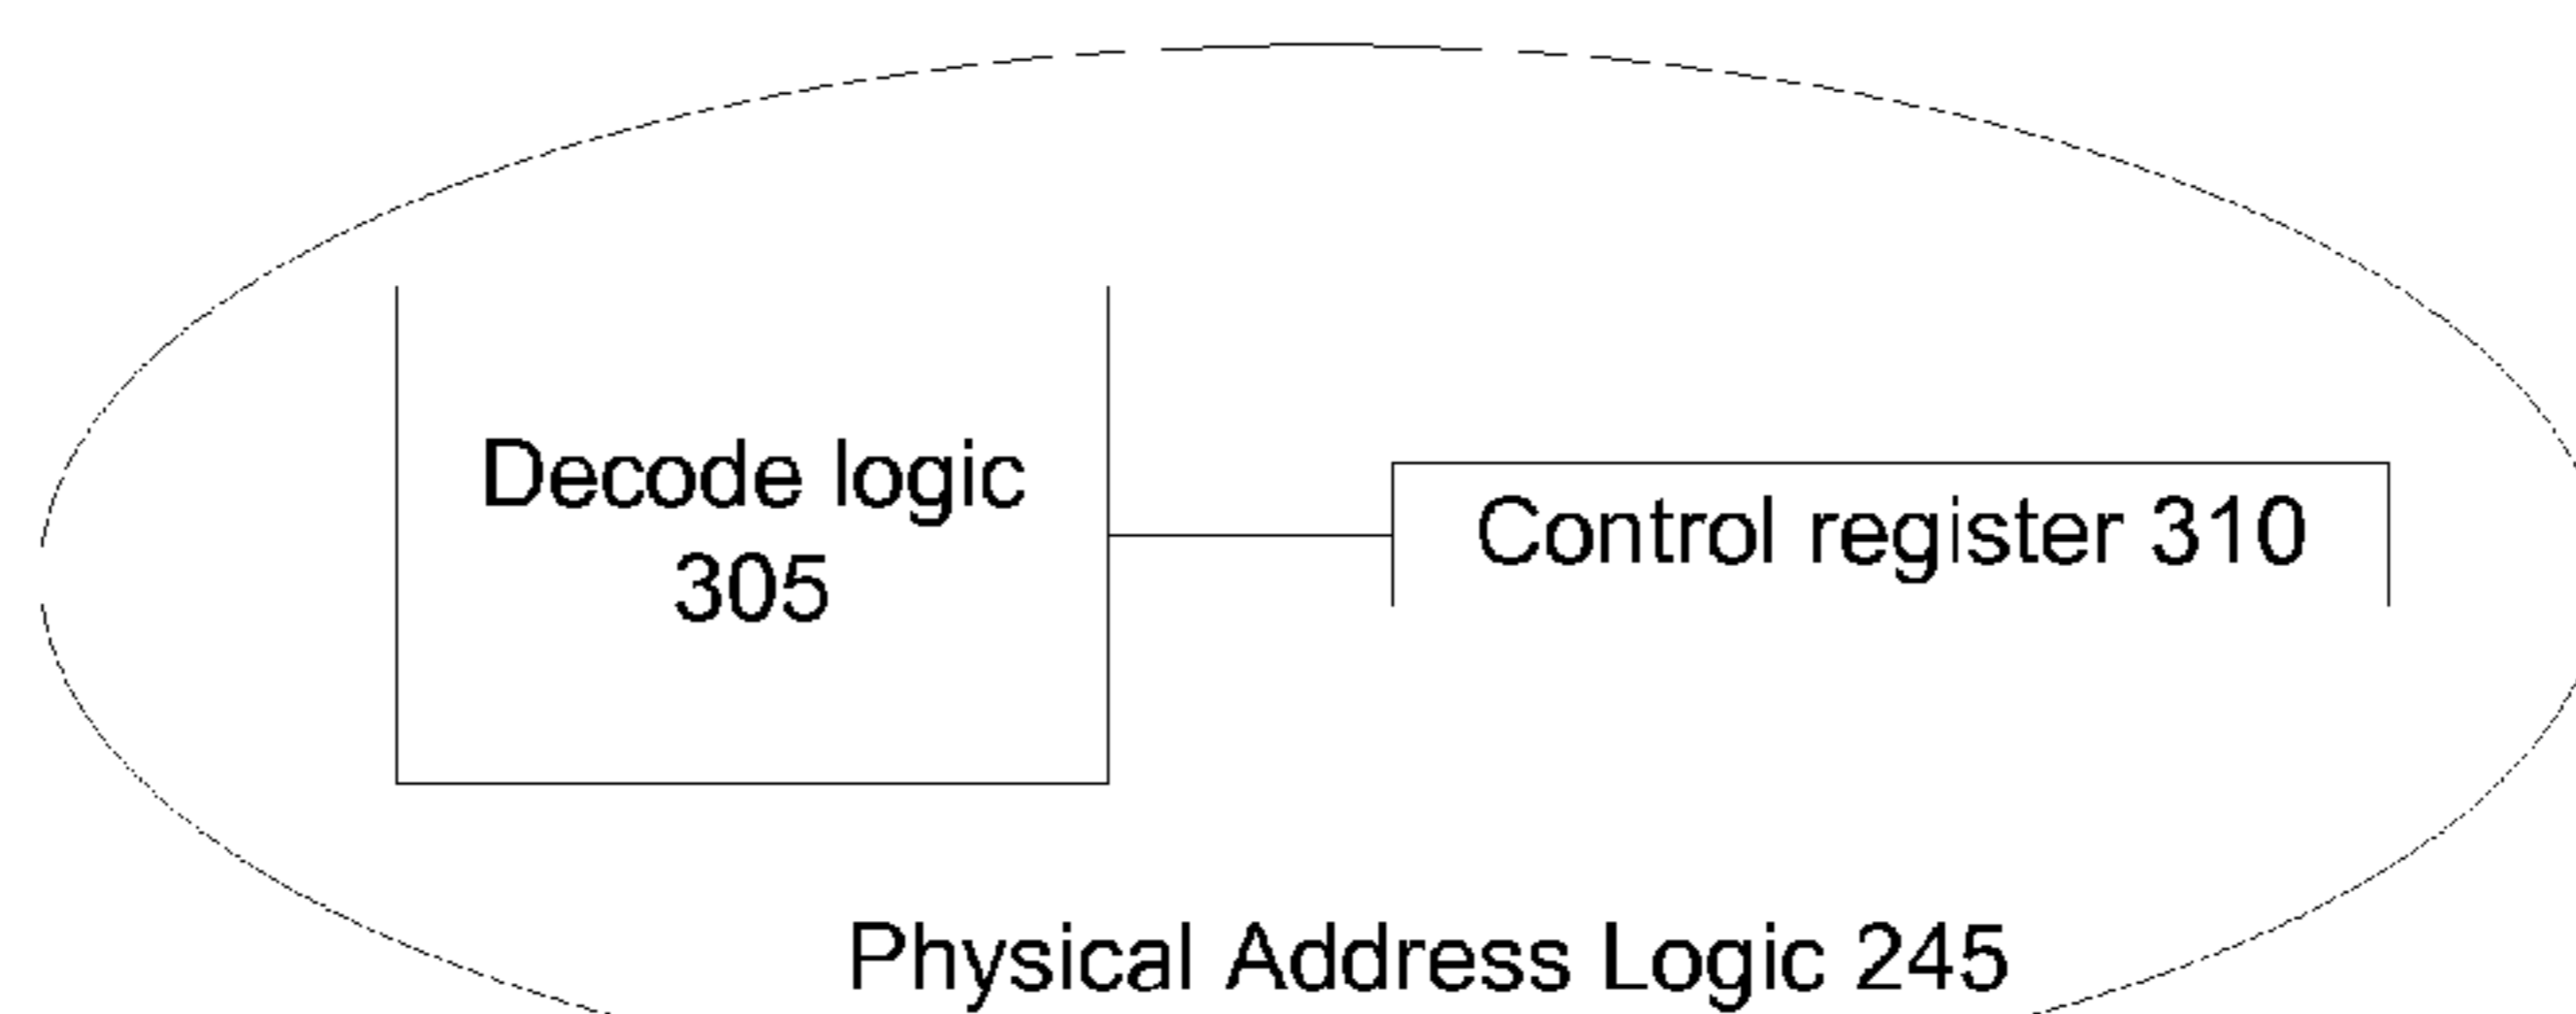 Decode logic
305
Control register 310
Physical Address Logic 245